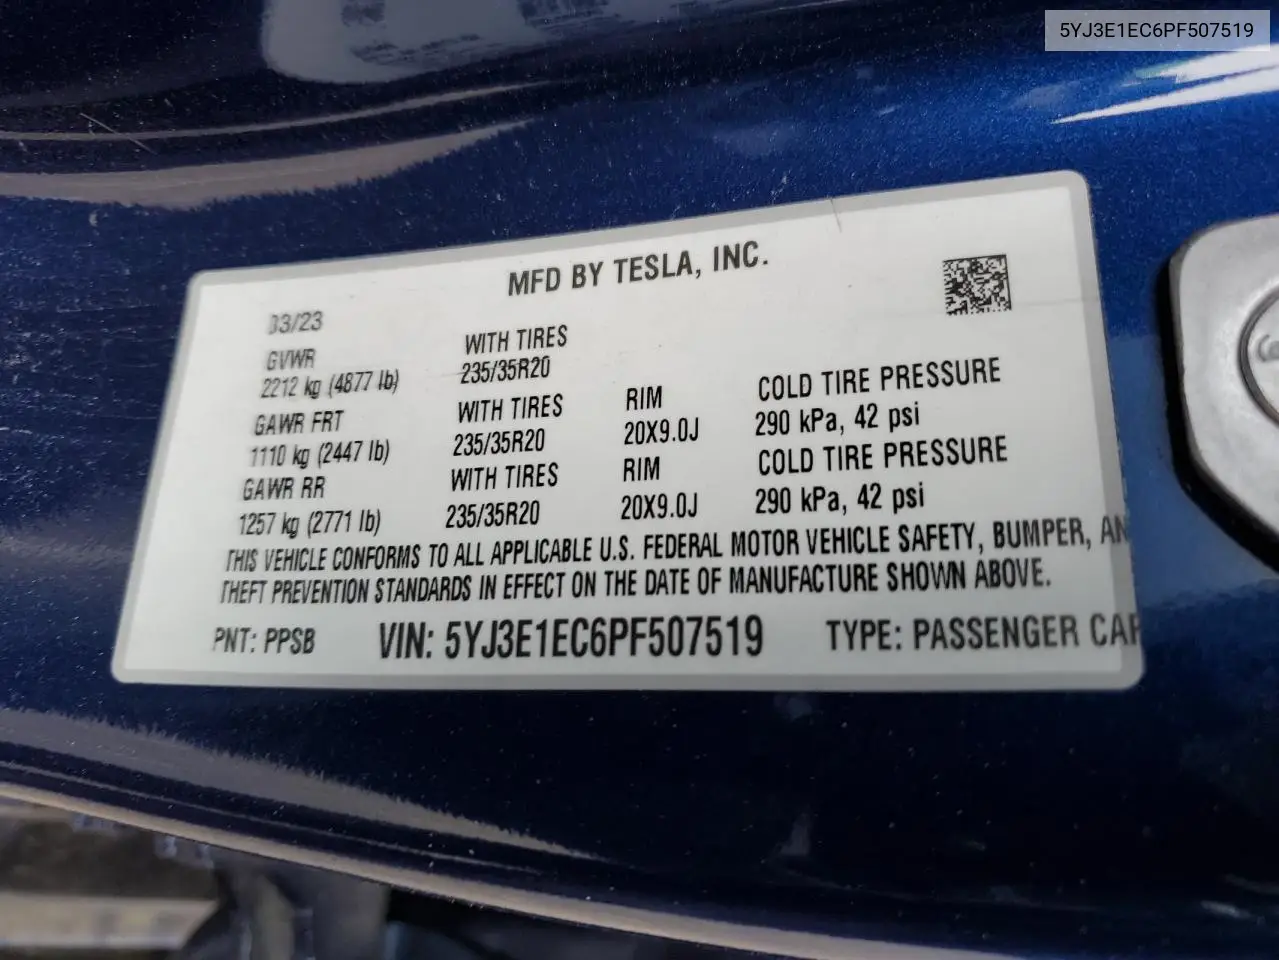 5YJ3E1EC6PF507519
MFD BY TESLA, INC.
03/23
GVWR
2212 kg (4877 lb)
WITH TIRES
235/35R20
GAWR FRT
1110 kg (2447 lb)
WITH TIRES
235/35R20
RIM
20X9.0J
COLD TIRE PRESSURE
290 kPa, 42 psi
GAWR RR
1257 kg (2771 lb)
WITH TIRES
235/35R20
RIM
20X9.0J
COLD TIRE PRESSURE
290 kPa, 42 psi
THIS VEHICLE CONFORMS TO ALL APPLICABLE U.S. FEDERAL MOTOR VEHICLE SAFETY, BUMPER, AN
THEFT PREVENTION STANDARDS IN EFFECT ON THE DATE OF MANUFACTURE SHOWN ABOVE.
PNT: PPSB VIN: 5YJ3E1EC6PF507519 TYPE: PASSENGER CAR